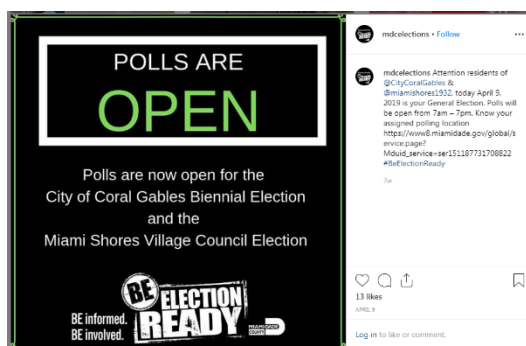 POLLS ARE
OPEN
Polls are now open for the
City of Coral Gables Biennial Election
and the
Miami Shores Village Council Election
BE informed.
BE involved.
BE ELECTION
READY
MIAMI-DADE
COUNTY
mdcelections • Follow
mdcelections Attention residents of
@CityCoralGables &
@miamishores1932, today April 9,
2019 is your General Election. Polls will
be open from 7am – 7pm. Know your
assigned polling location
https://www8.miamidade.gov/global/s
ervice.page?
Mduid_service=ser151187731708822
#BeElectionReady
7w
13 likes
APRIL 9
Log in to like or comment.